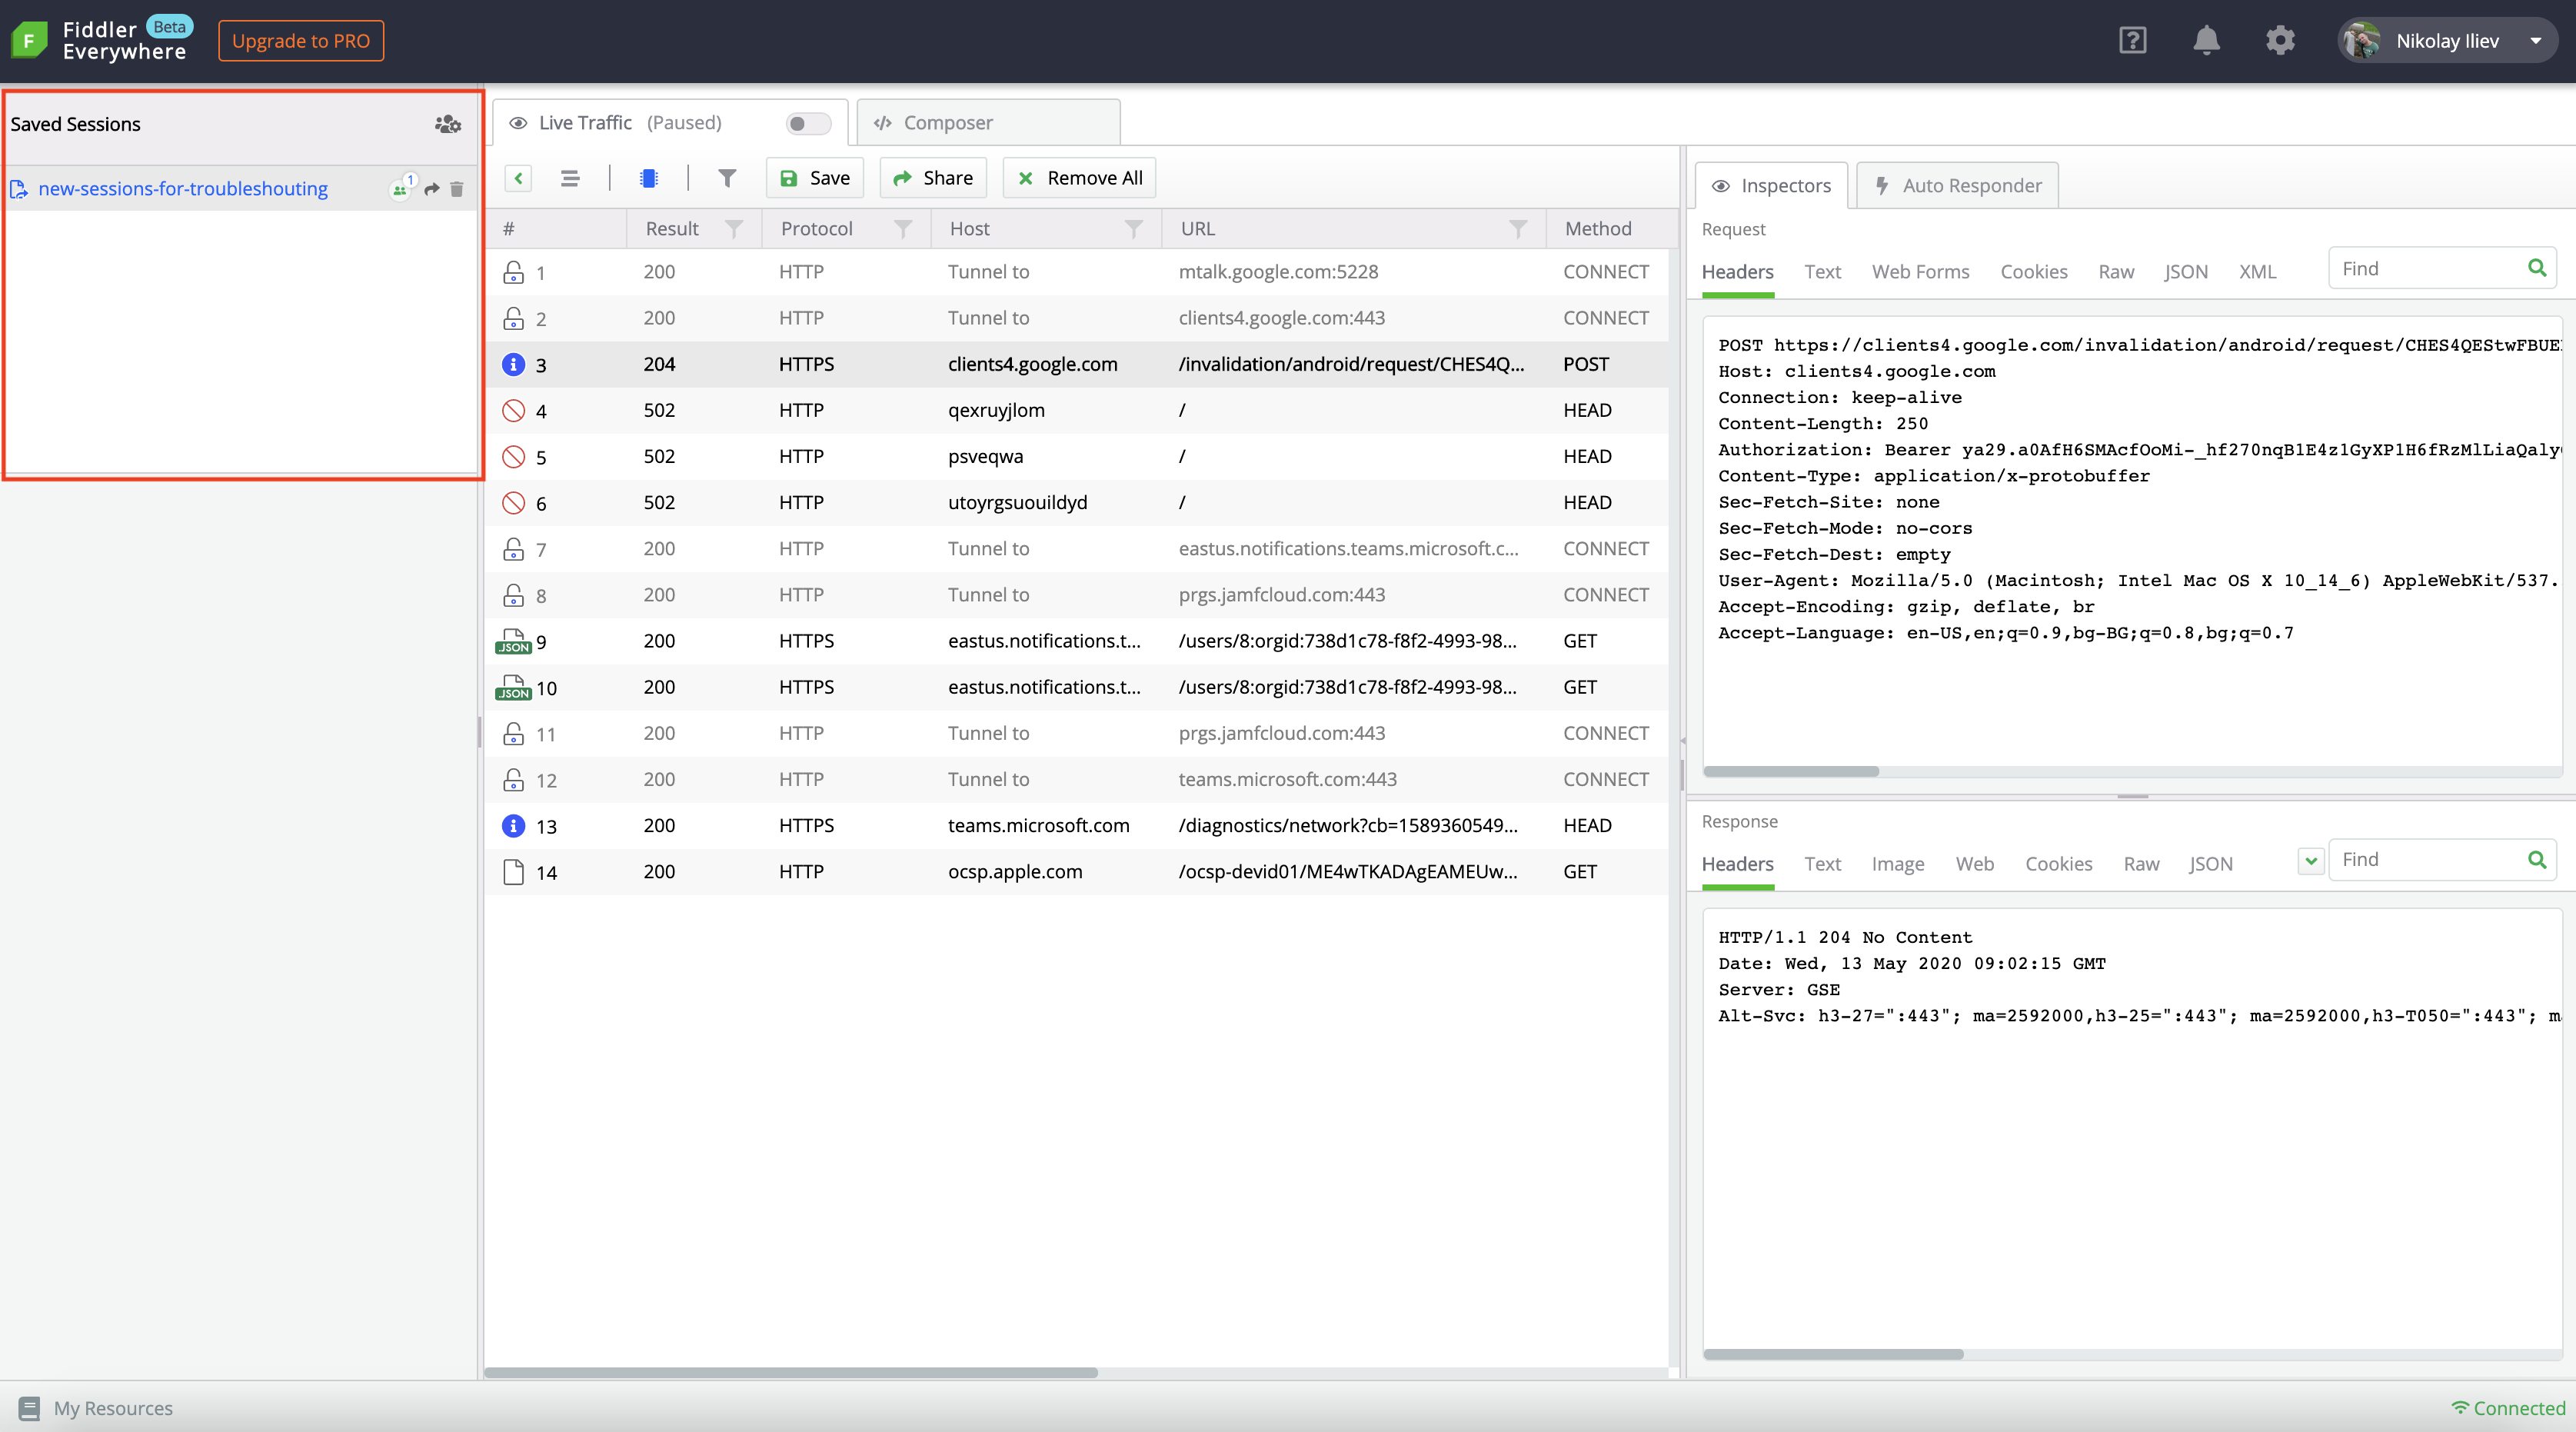 Fiddler Everywhere Beta
Upgrade to PRO
Nikolay Iliev
Saved Sessions
new-sessions-for-troubleshouting 1
Live Traffic (Paused)
Composer
Save
Share
Remove All
# Result Protocol Host URL Method
1 200 HTTP Tunnel to mtalk.google.com:5228 CONNECT
2 200 HTTP Tunnel to clients4.google.com:443 CONNECT
3 204 HTTPS clients4.google.com /invalidation/android/request/CHES4Q... POST
4 502 HTTP qexruyjlom / HEAD
5 502 HTTP psveqwa / HEAD
6 502 HTTP utoyrgsuouildyd / HEAD
7 200 HTTP Tunnel to eastus.notifications.teams.microsoft.c... CONNECT
8 200 HTTP Tunnel to prgs.jamfcloud.com:443 CONNECT
JSON 9 200 HTTPS eastus.notifications.t... /users/8:orgid:738d1c78-f8f2-4993-98... GET
JSON 10 200 HTTPS eastus.notifications.t... /users/8:orgid:738d1c78-f8f2-4993-98... GET
11 200 HTTP Tunnel to prgs.jamfcloud.com:443 CONNECT
12 200 HTTP Tunnel to teams.microsoft.com:443 CONNECT
13 200 HTTPS teams.microsoft.com /diagnostics/network?cb=1589360549... HEAD
14 200 HTTP ocsp.apple.com /ocsp-devid01/ME4wTKADAgEAMEUw... GET
Inspectors
Auto Responder
Request
Headers Text Web Forms Cookies Raw JSON XML Find
POST https://clients4.google.com/invalidation/android/request/CHES4QEStwFBUE
Host: clients4.google.com
Connection: keep-alive
Content-Length: 250
Authorization: Bearer ya29.a0AfH6SMAcfOoMi-_hf270nqB1E4z1GyXP1H6fRzMlLiaQaly
Content-Type: application/x-protobuffer
Sec-Fetch-Site: none
Sec-Fetch-Mode: no-cors
Sec-Fetch-Dest: empty
User-Agent: Mozilla/5.0 (Macintosh; Intel Mac OS X 10_14_6) AppleWebKit/537.
Accept-Encoding: gzip, deflate, br
Accept-Language: en-US,en;q=0.9,bg-BG;q=0.8,bg;q=0.7
Response
Headers Text Image Web Cookies Raw JSON Find
HTTP/1.1 204 No Content
Date: Wed, 13 May 2020 09:02:15 GMT
Server: GSE
Alt-Svc: h3-27=":443"; ma=2592000,h3-25=":443"; ma=2592000,h3-T050=":443"; m
My Resources
Connected